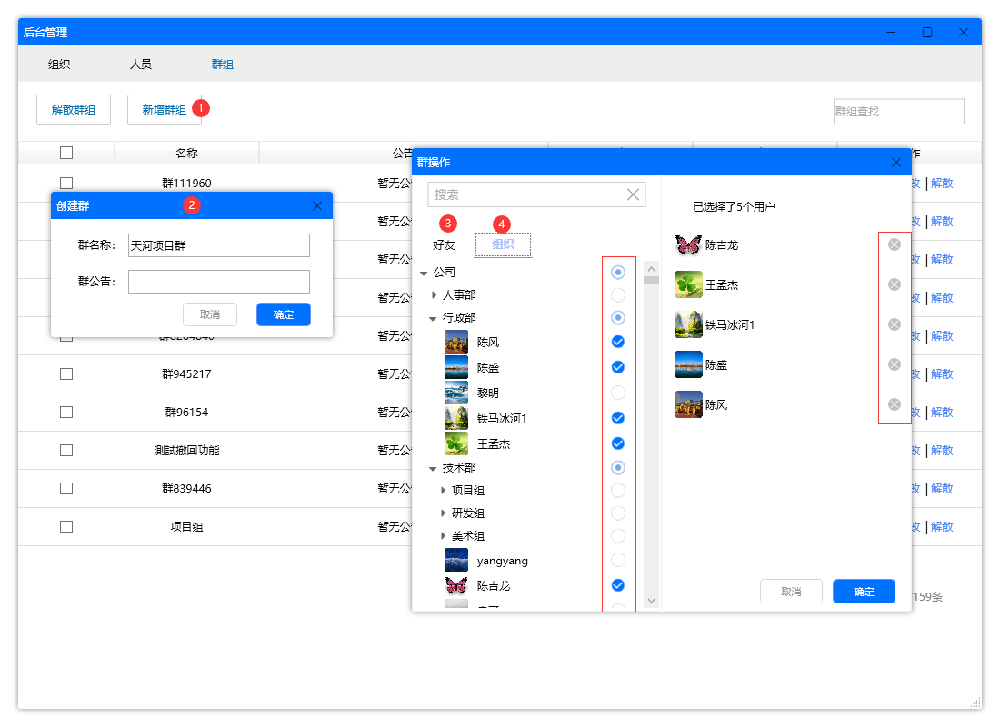 后台管理
组织 人员 群组
解散群组 新增群组 1 群组查找
名称 公告 作
群111960 暂无公 改 | 解散
暂无公 改 | 解散
暂无公 改 | 解散
暂无公 改 | 解散
暂无公 改 | 解散
群945217 暂无公 改 | 解散
群96154 暂无公 改 | 解散
測試撤回功能 暂无公 改 | 解散
群839446 暂无公 改 | 解散
项目组 暂无公 改 | 解散
159条
创建群 2
群名称: 天河项目群
群公告:
取消 确定
群操作
搜索
3 4
好友 组织
公司
人事部
行政部
陈风
陈盛
黎明
铁马冰河1
王孟杰
技术部
项目组
研发组
美术组
yangyang
陈吉龙
已选择了5个用户
陈吉龙
王孟杰
铁马冰河1
陈盛
陈风
取消 确定